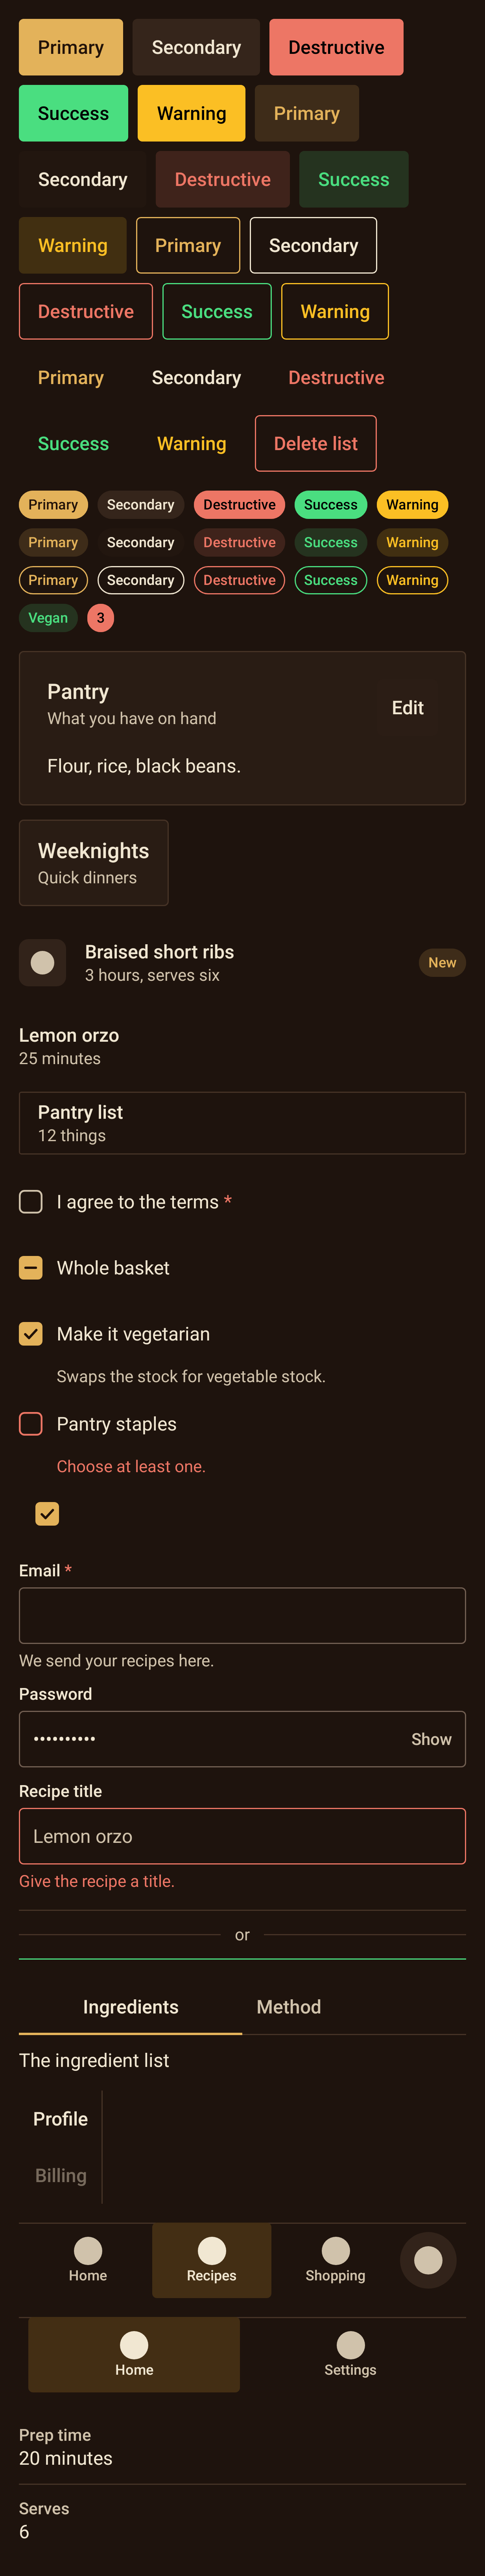 Primary Secondary Destructive
Success Warning Primary
Secondary Destructive Success
Warning Primary Secondary
Destructive Success Warning
Primary Secondary Destructive
Success Warning Delete list
Primary Secondary Destructive Success Warning
Primary Secondary Destructive Success Warning
Primary Secondary Destructive Success Warning
Vegan 3
Pantry
What you have on hand
Edit
Flour, rice, black beans.
Weeknights
Quick dinners
Braised short ribs
3 hours, serves six
New
Lemon orzo
25 minutes
Pantry list
12 things
I agree to the terms *
Whole basket
Make it vegetarian
Swaps the stock for vegetable stock.
Pantry staples
Choose at least one.
Email *
We send your recipes here.
Password
•••••••••• Show
Recipe title
Lemon orzo
Give the recipe a title.
or
Ingredients Method
The ingredient list
Profile
Billing
Home Recipes Shopping
Home Settings
Prep time
20 minutes
Serves
6